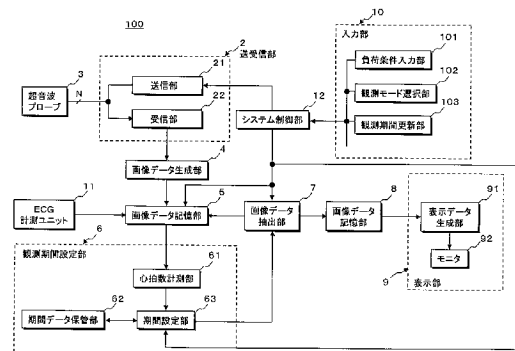 100
10
入力部
101
負荷条件入力部
102
観測モード選択部
103
観測期間更新部
2
送受信部
21
送信部
22
受信部
3
超音波
プローブ
N
12
システム制御部
4
画像データ生成部
11
ECG
計測ユニット
5
画像データ記憶部
7
画像データ
抽出部
8
画像データ
記憶部
91
表示データ
生成部
92
モニタ
9
表示部
6
観測期間設定部
61
心拍数計測部
62
期間データ保管部
63
期間設定部